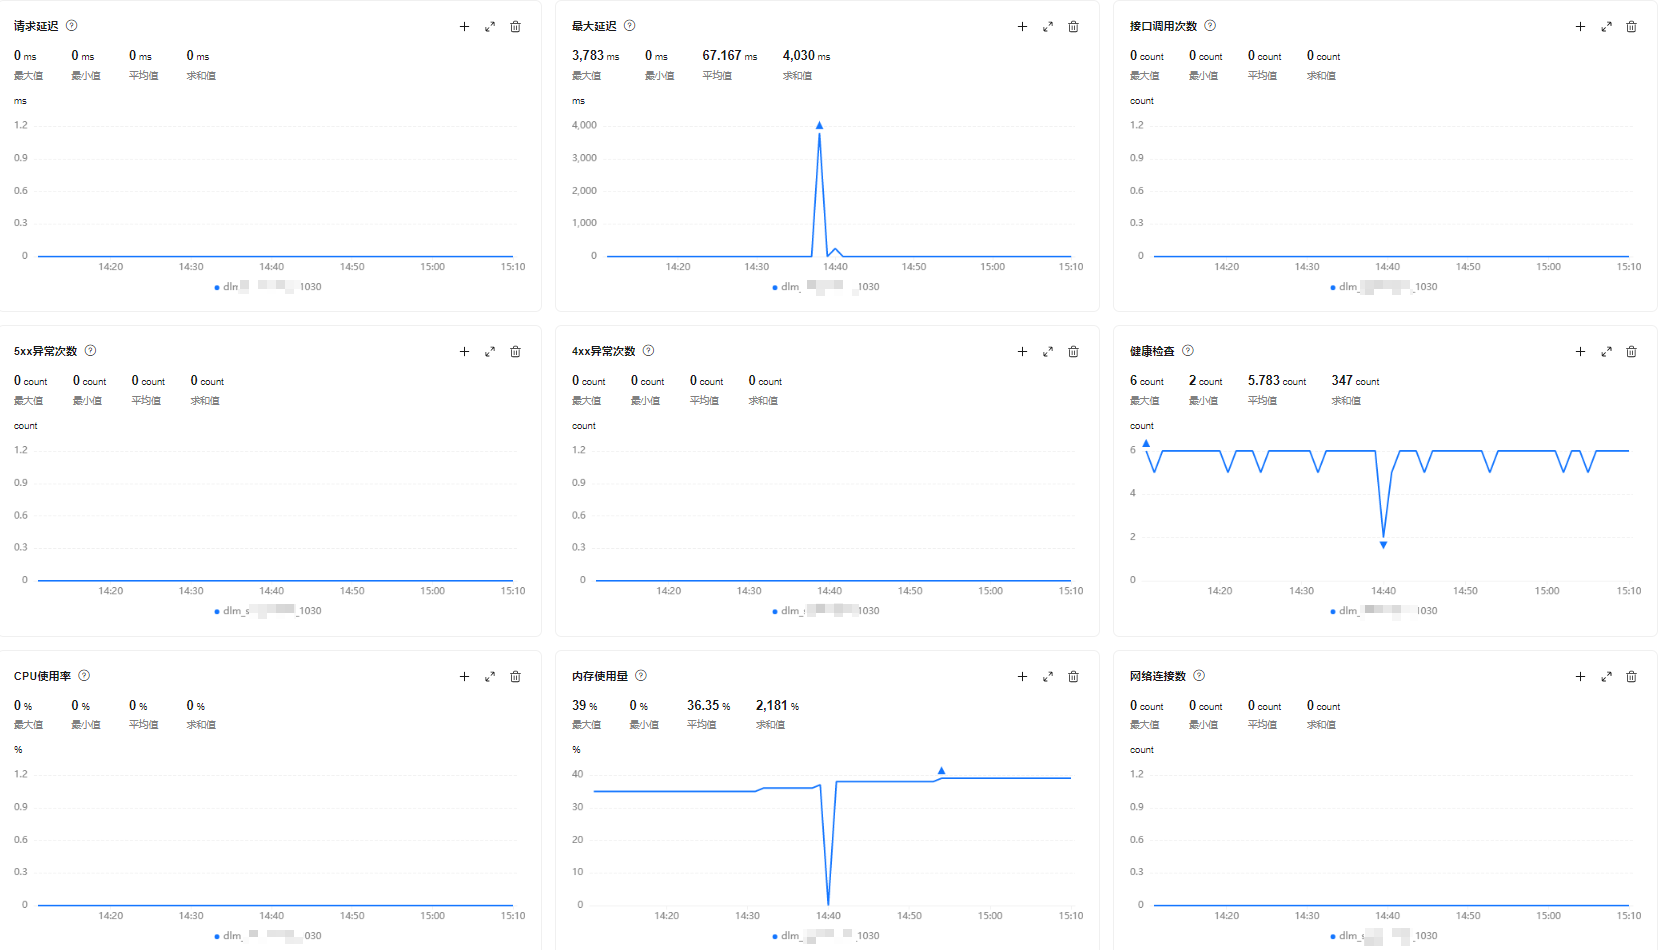 请求延迟
0 ms 0 ms 0 ms 0 ms
最大值 最小值 平均值 求和值
ms
1.2
0.9
0.6
0.3
0
14:20 14:30 14:40 14:50 15:00 15:10
dlm 1030
最大延迟
3,783 ms 0 ms 67.167 ms 4,030 ms
最大值 最小值 平均值 求和值
ms
4,000
3,000
2,000
1,000
0
14:20 14:30 14:40 14:50 15:00 15:10
dlm_ 1030
接口调用次数
0 count 0 count 0 count 0 count
最大值 最小值 平均值 求和值
count
1.2
0.9
0.6
0.3
0
14:20 14:30 14:40 14:50 15:00 15:10
dlm_ _1030
5xx异常次数
0 count 0 count 0 count 0 count
最大值 最小值 平均值 求和值
count
1.2
0.9
0.6
0.3
0
14:20 14:30 14:40 14:50 15:00 15:10
dlm_s _1030
4xx异常次数
0 count 0 count 0 count 0 count
最大值 最小值 平均值 求和值
count
1.2
0.9
0.6
0.3
0
14:20 14:30 14:40 14:50 15:00 15:10
dlm_ 1030
健康检查
6 count 2 count 5.783 count 347 count
最大值 最小值 平均值 求和值
count
6
4
2
0
14:20 14:30 14:40 14:50 15:00 15:10
dlm_ 1030
CPU使用率
0 % 0 % 0 % 0 %
最大值 最小值 平均值 求和值
%
1.2
0.9
0.6
0.3
0
14:20 14:30 14:40 14:50 15:00 15:10
dlm_ 030
内存使用量
39 % 0 % 36.35 % 2,181 %
最大值 最小值 平均值 求和值
%
40
30
20
10
0
14:20 14:30 14:40 14:50 15:00 15:10
dlm_ _1030
网络连接数
0 count 0 count 0 count 0 count
最大值 最小值 平均值 求和值
count
1.2
0.9
0.6
0.3
0
14:20 14:30 14:40 14:50 15:00 15:10
dlm_ _1030